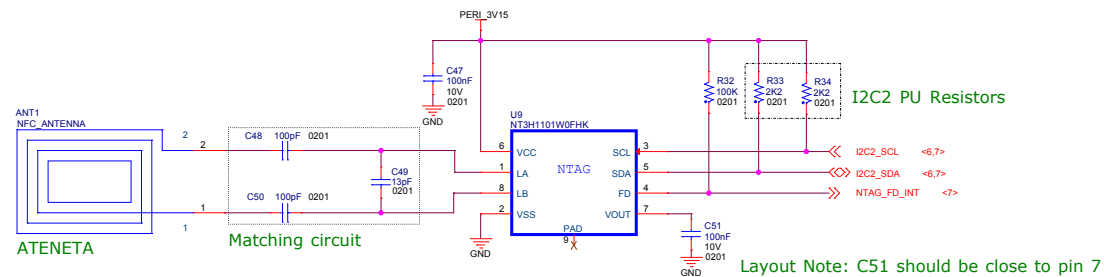 PERI_3V15
C47
100nF
10V
0201
GND
R32
100K
0201
R33
2K2
0201
R34
2K2
0201
I2C2 PU Resistors
ANT1
NFC_ANTENNA
2
2
1
1
ATENETA
C48 100pF 0201
C49
13pF
0201
C50 100pF 0201
Matching circuit
U9
NT3H1101W0FHK
NTAG
6 VCC
1 LA
8 LB
2 VSS
SCL 3
SDA 5
FD 4
VOUT 7
PAD
9
GND
I2C2_SCL <6,7>
I2C2_SDA <6,7>
NTAG_FD_INT <7>
C51
100nF
10V
0201
GND
Layout Note: C51 should be close to pin 7